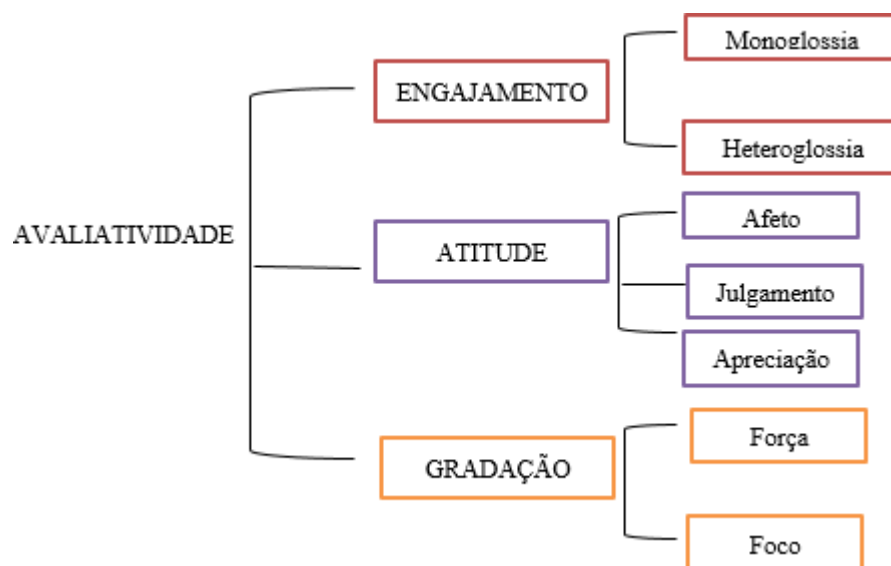 AVALIATIVIDADE
ENGAJAMENTO
Monoglossia
Heteroglossia
ATITUDE
Afeto
Julgamento
Apreciação
GRADAÇÃO
Força
Foco